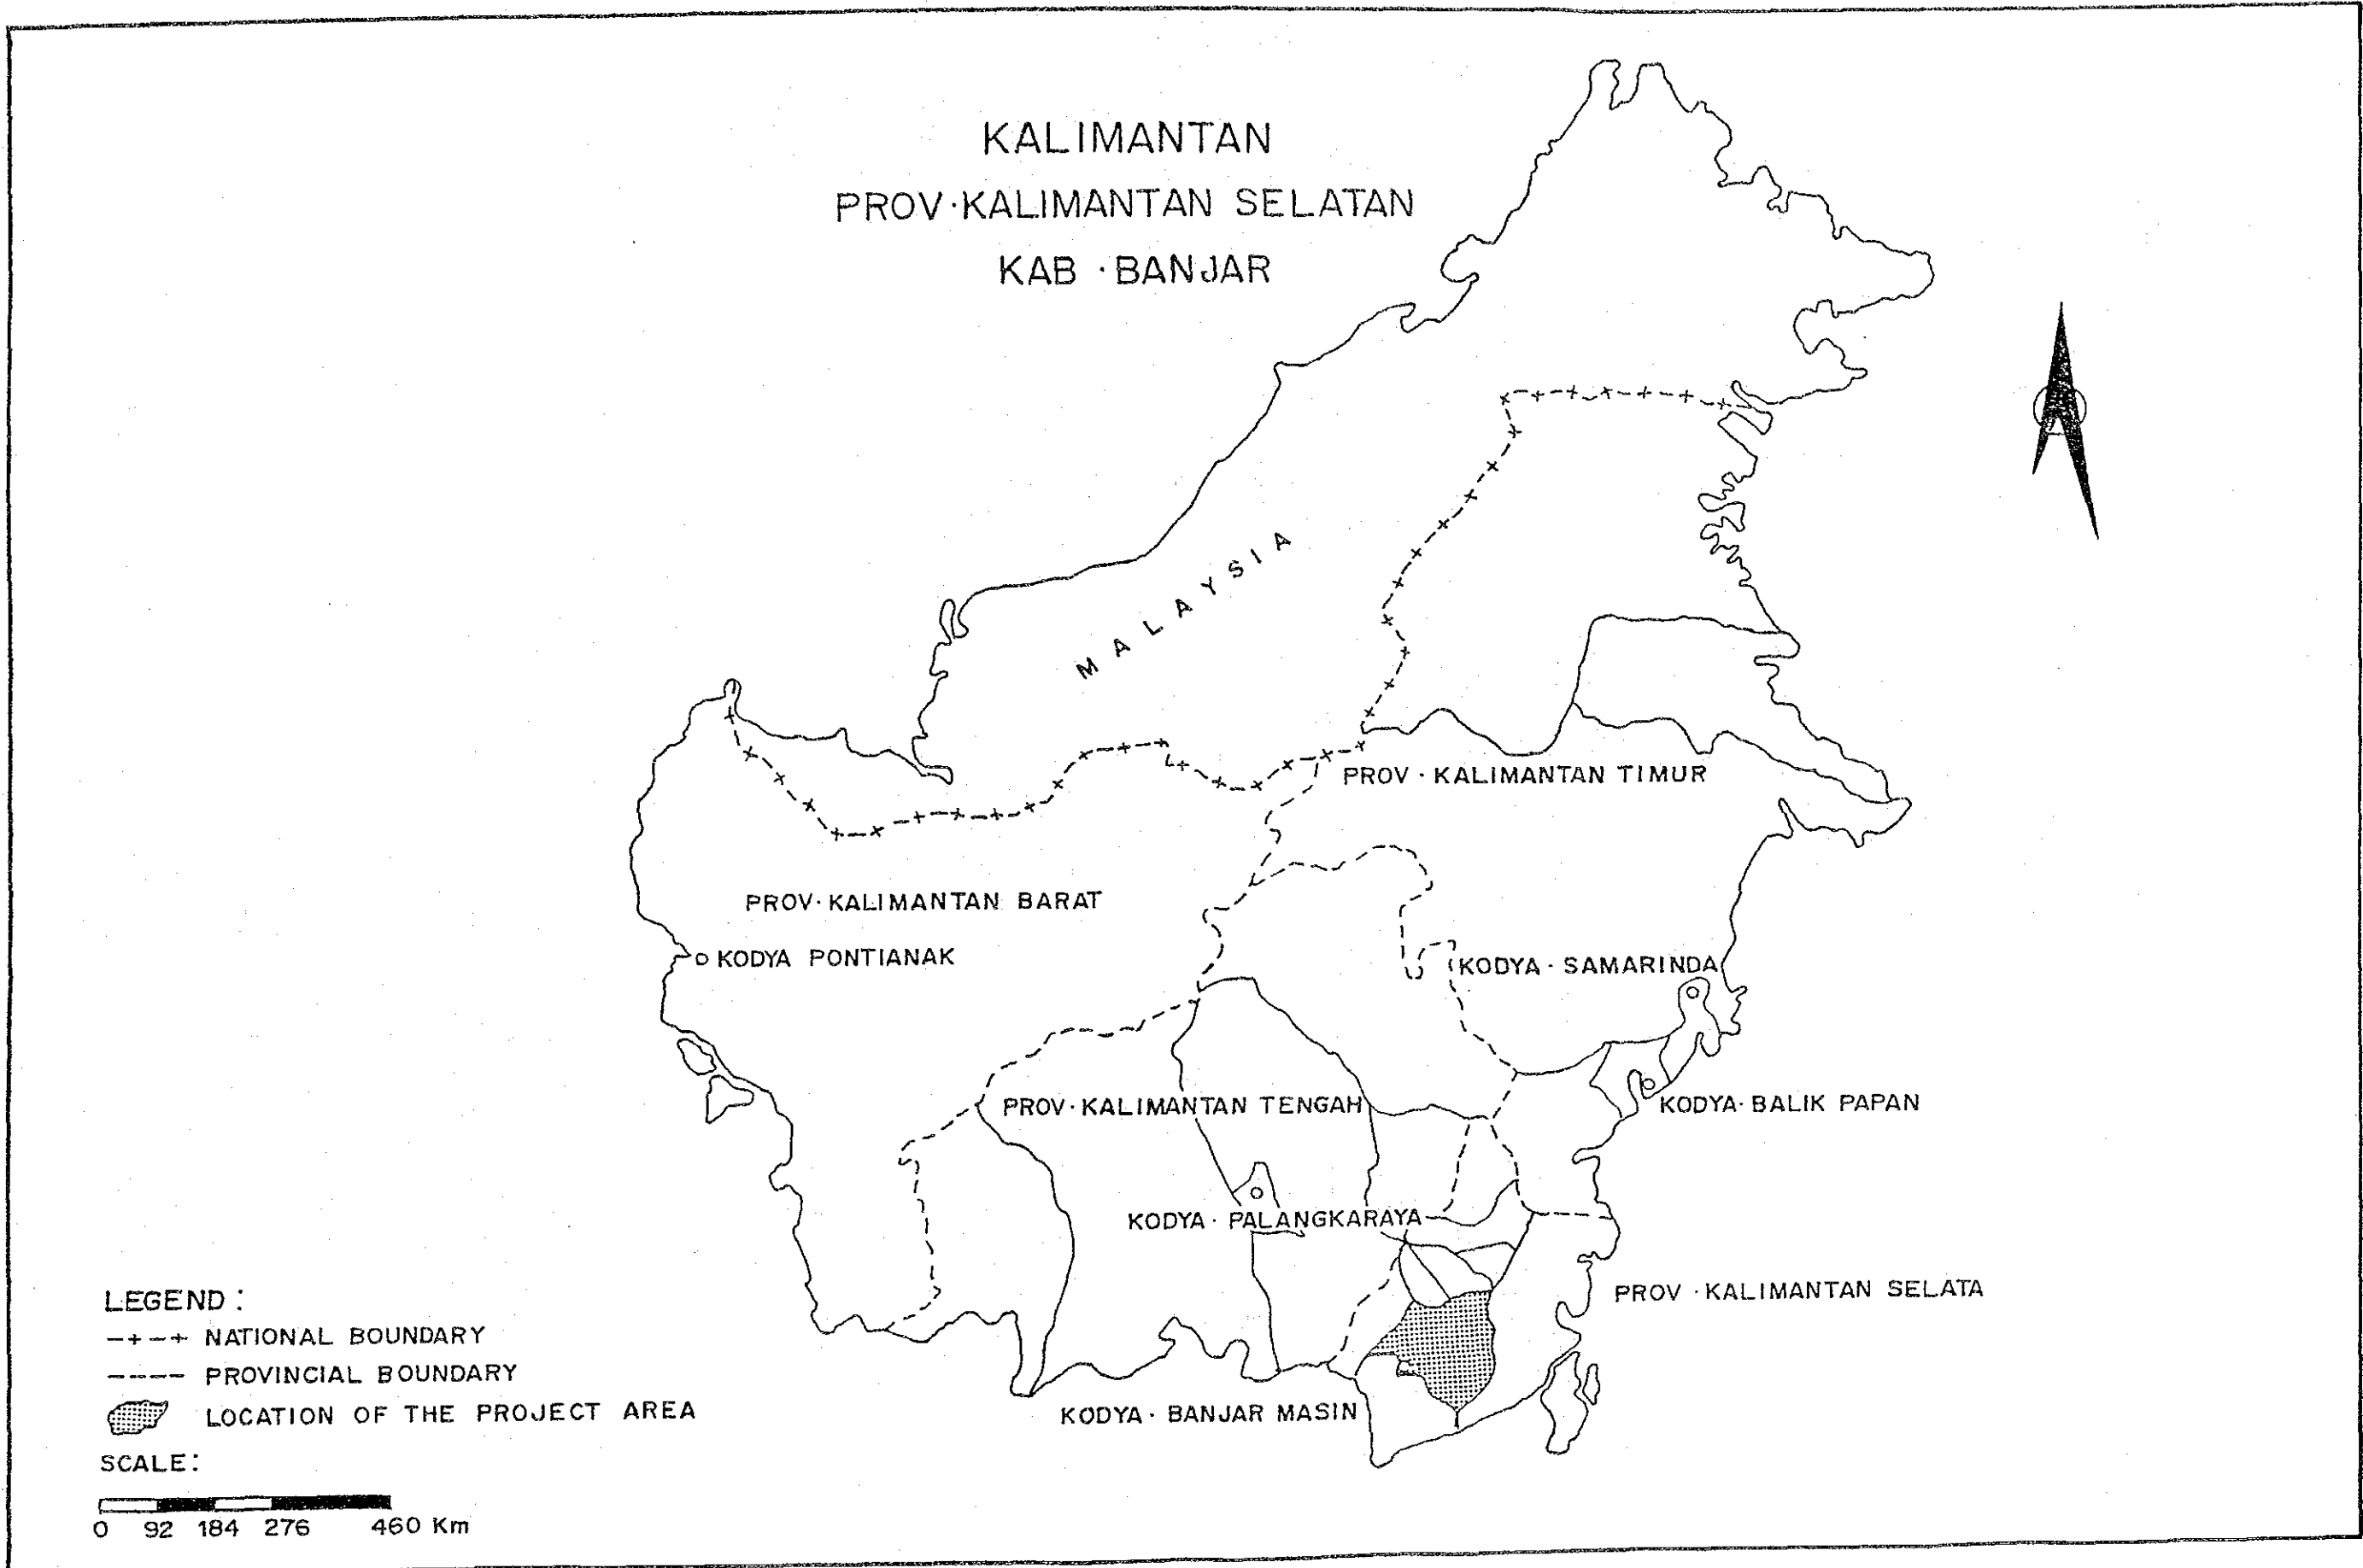 KALIMANTAN
PROV·KALIMANTAN SELATAN
KAB ·BANJAR
MALAYSIA
PROV · KALIMANTAN TIMUR
PROV·KALIMANTAN BARAT
KODYA PONTIANAK
KODYA · SAMARINDA
PROV·KALIMANTAN TENGAH
KODYA·BALIK PAPAN
KODYA · PALANGKARAYA
PROV ·KALIMANTAN SELATA
KODYA· BANJAR MASIN
LEGEND :
NATIONAL BOUNDARY
PROVINCIAL BOUNDARY
LOCATION OF THE PROJECT AREA
SCALE:
0 92 184 276 460 Km